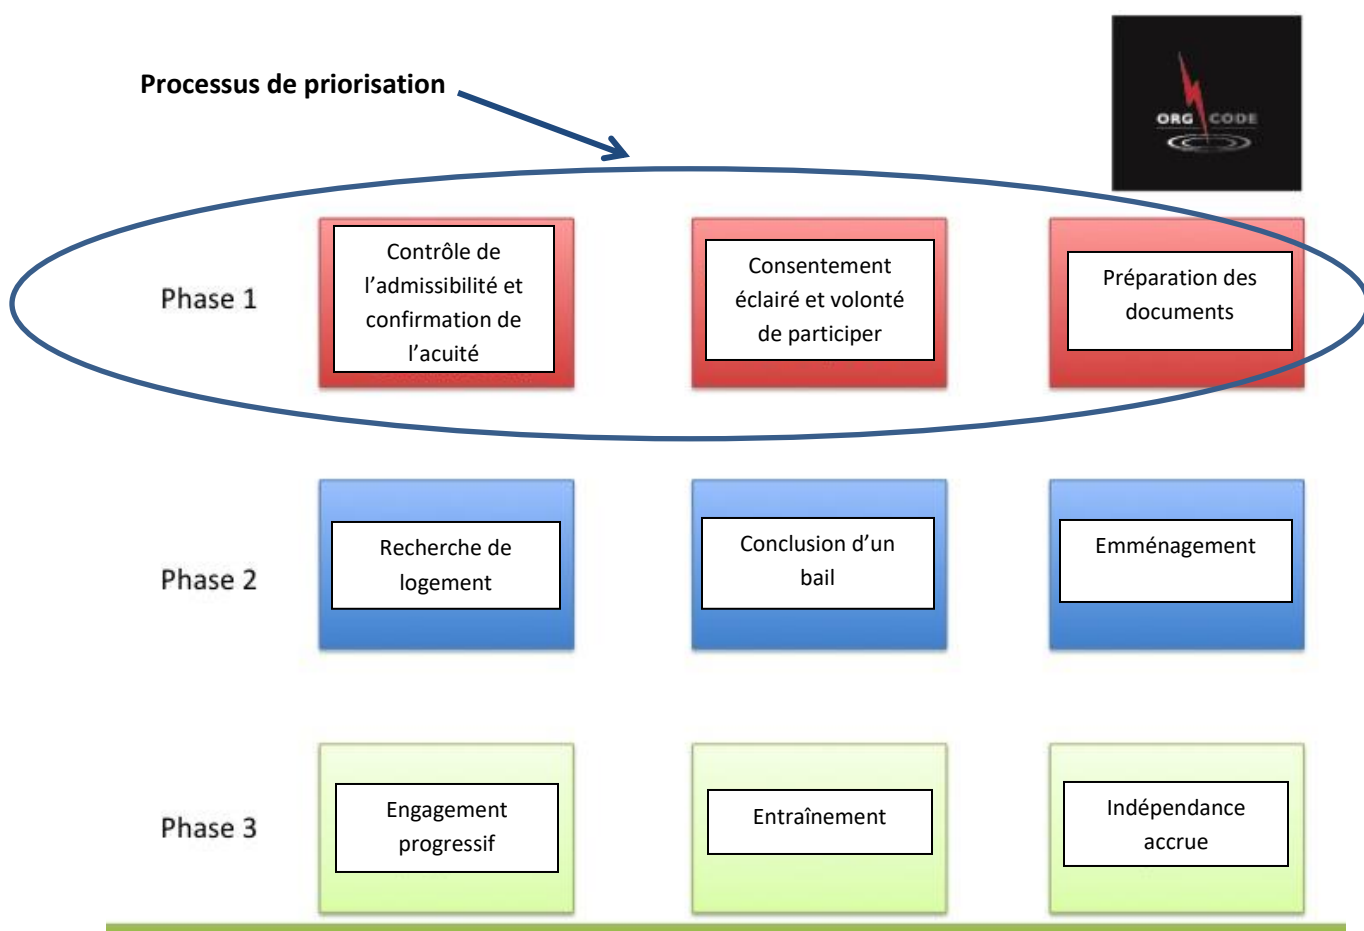 Processus de priorisation
ORG CODE
Phase 1
Contrôle de
l’admissibilité et
confirmation de
l’acuité
Consentement
éclairé et volonté
de participer
Préparation des
documents
Phase 2
Recherche de
logement
Conclusion d’un
bail
Emménagement
Phase 3
Engagement
progressif
Entraînement
Indépendance
accrue